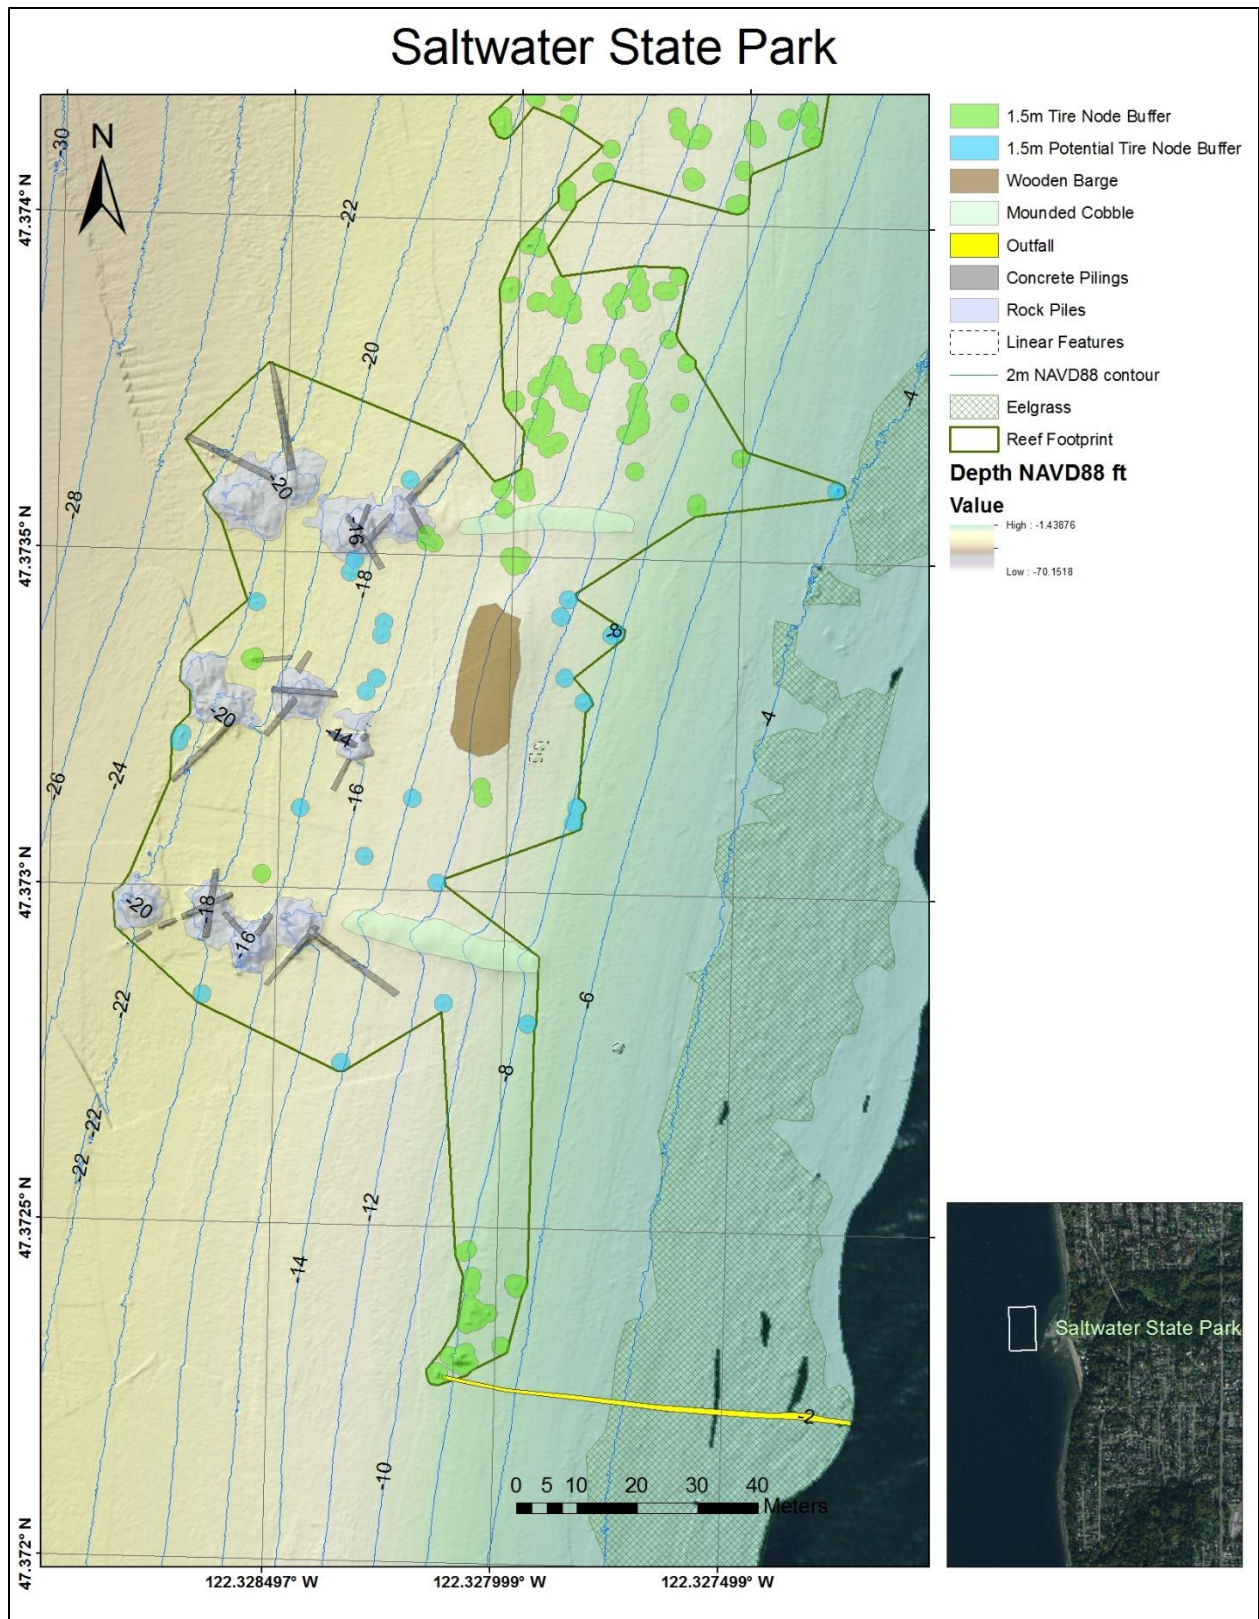 Saltwater State Park
N
1.5m Tire Node Buffer
1.5m Potential Tire Node Buffer
Wooden Barge
Mounded Cobble
Outfall
Concrete Pilings
Rock Piles
Linear Features
2m NAVD88 contour
Eelgrass
Reef Footprint
Depth NAVD88 ft
Value
High : -1.43876
Low : -70.1518
47.374° N
47.3735° N
47.373° N
47.3725° N
47.372° N
-30
-22
-20
-4
-28
-20
-16
-18
-8
-20
-14
-4
-24
-26
-16
-20
-18
-16
-22
-6
-8
-22
-22
-12
-14
-2
-10
0 5 10 20 30 40
Meters
122.328497° W 122.327999° W 122.327499° W
Saltwater State Park